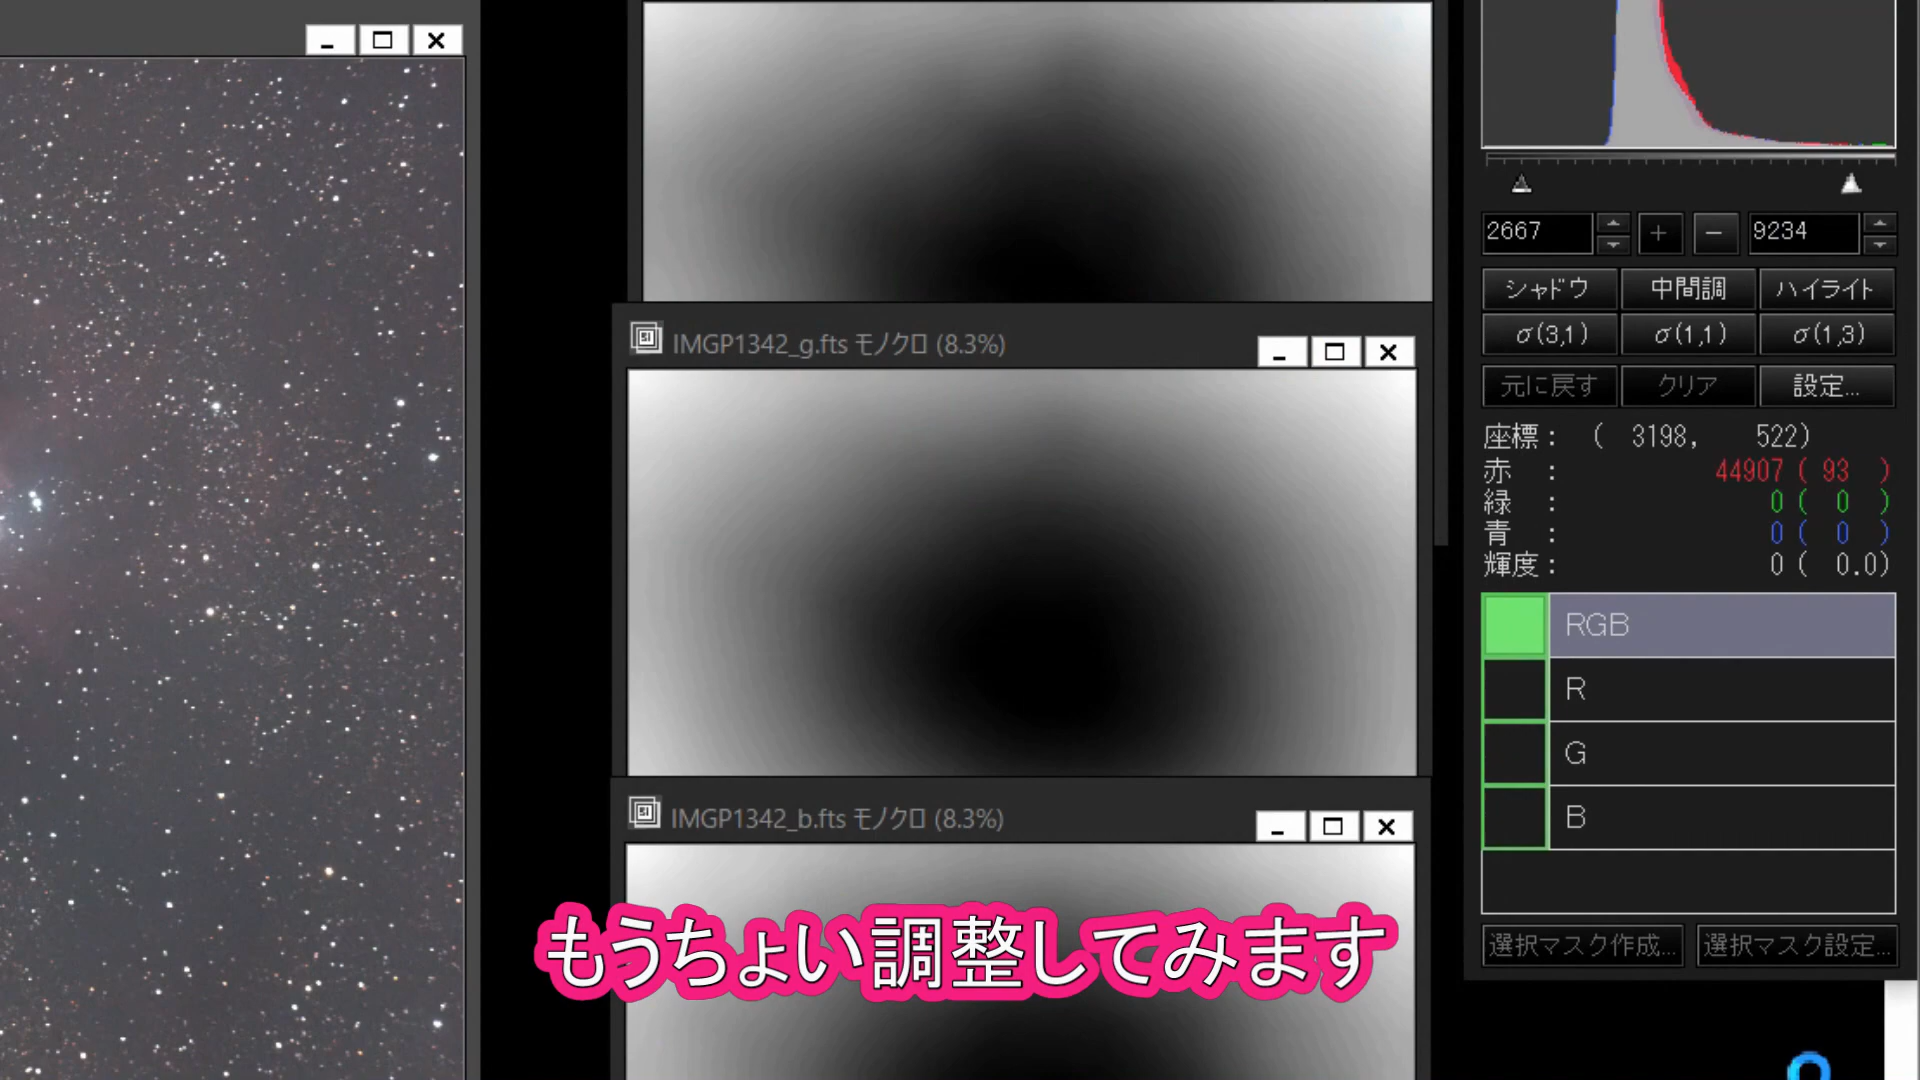 IMGP1342_g.fts モノクロ (8.3%)
IMGP1342_b.fts モノクロ (8.3%)
もうちょい調整してみます
2667 + − 9234
シャドウ 中間調 ハイライト
σ(3,1) σ(1,1) σ(1,3)
元に戻す クリア 設定...
座標： ( 3198, 522)
赤 ： 44907 ( 93 )
緑 ： 0 ( 0 )
青 ： 0 ( 0 )
輝度： 0 ( 0.0)
RGB
R
G
B
選択マスク作成... 選択マスク設定...